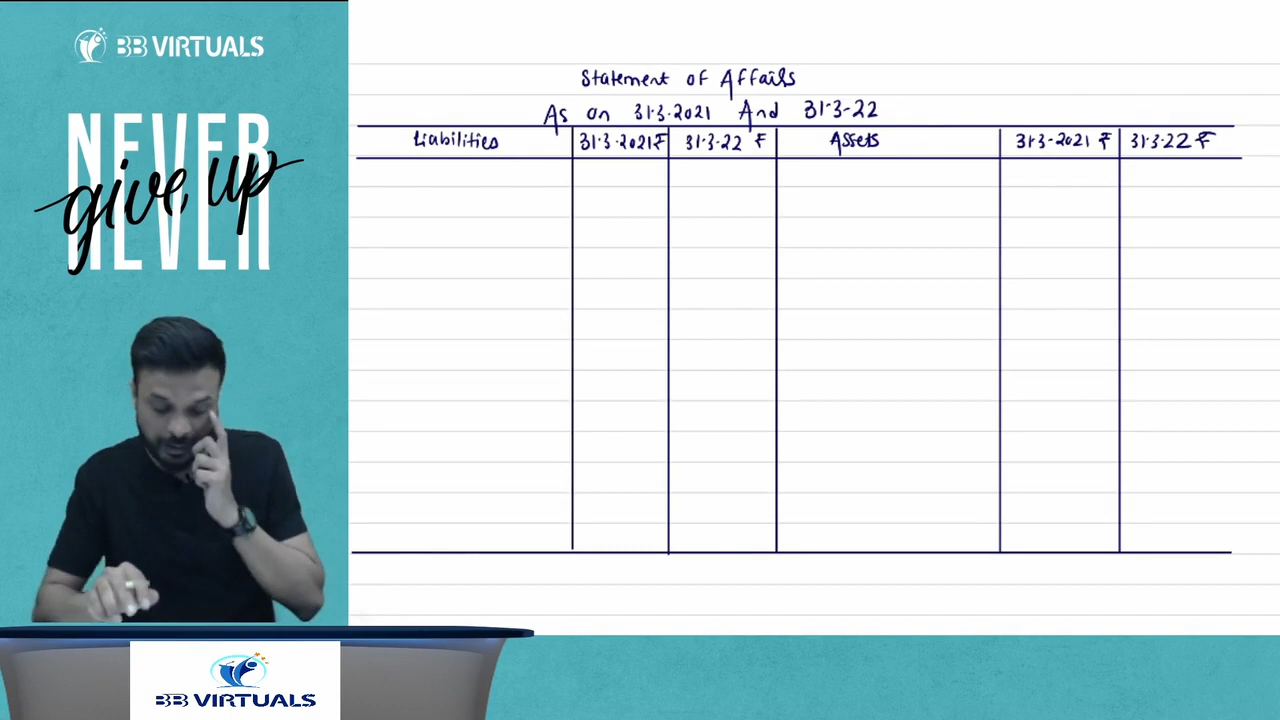 BB VIRTUALS
NEVER
give up
NEVER
Statement of Affairs
As on 31.3.2021 And 31-3-22
Liabilities 31.3.2021₹ 31.3-22 ₹ Assets 31-3-2021 ₹ 31.3.22 ₹
BB VIRTUALS